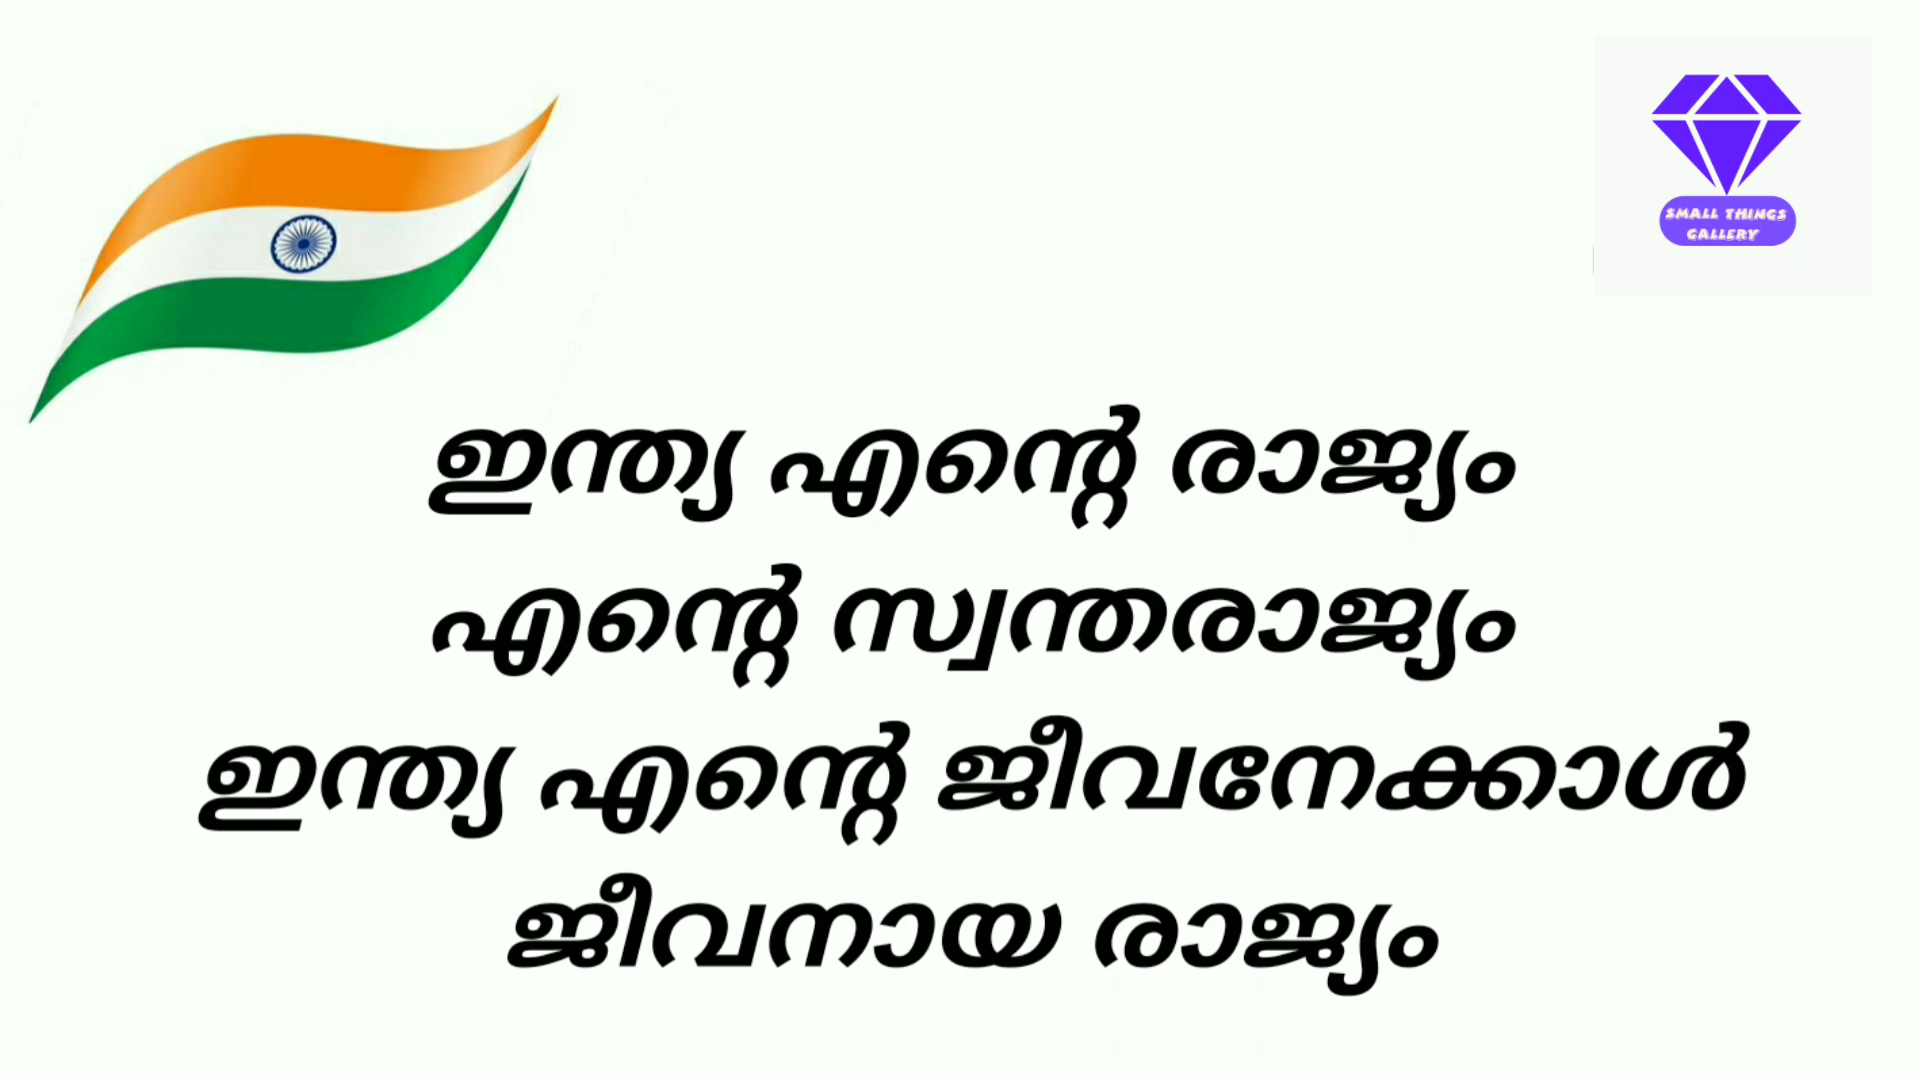 SMALL THINGS
GALLERY
ഇന്ത്യ എന്റെ രാജ്യം
എന്റെ സ്വന്തരാജ്യം
ഇന്ത്യ എന്റെ ജീവനേക്കാൾ
ജീവനായ രാജ്യം